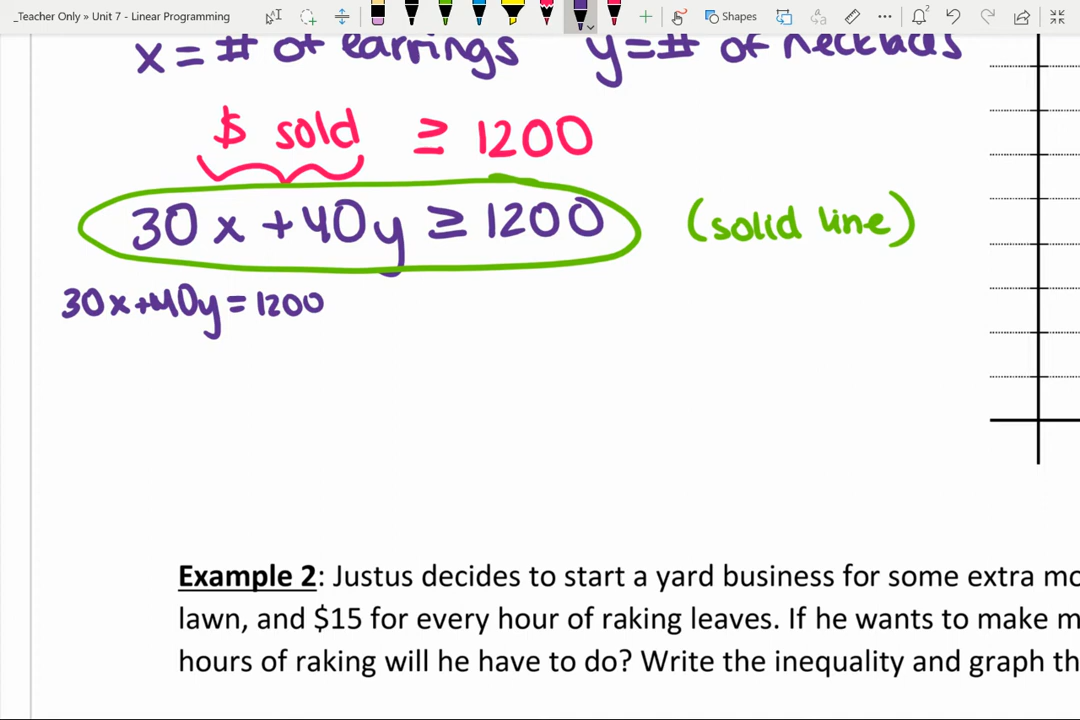 _Teacher Only » Unit 7 - Linear Programming
Shapes
2
x = # of earrings y = # of necklaces
$ sold ≥ 1200
30x + 40y ≥ 1200 (solid line)
30x + 40y = 1200
Example 2: Justus decides to start a yard business for some extra mo
lawn, and $15 for every hour of raking leaves. If he wants to make m
hours of raking will he have to do? Write the inequality and graph th